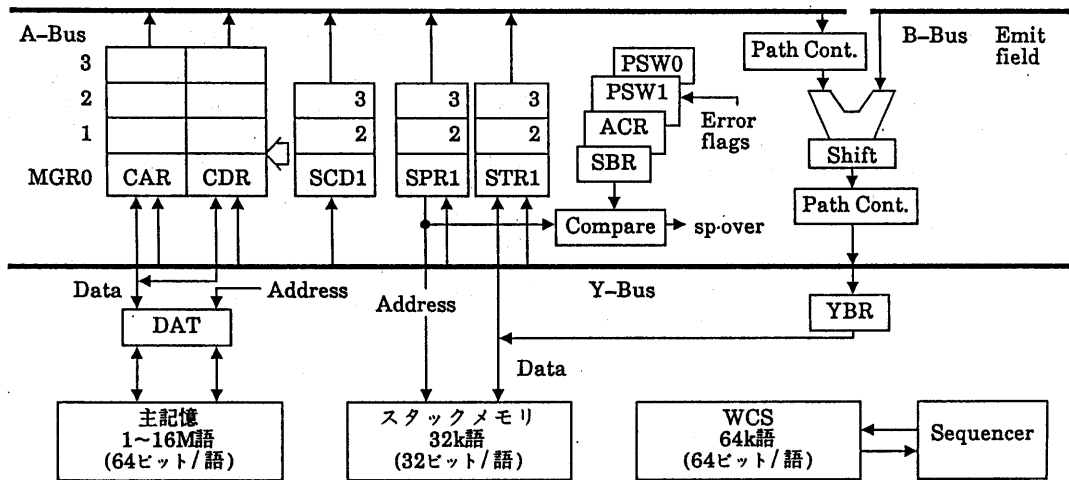 A–Bus
B–Bus
Emit
field
3
2
1
MGR0
CAR
CDR
3
2
SCD1
3
2
SPR1
3
2
STR1
PSW0
PSW1
ACR
SBR
Error
flags
Compare
sp·over
Path Cont.
Shift
Path Cont.
Data
Address
Address
Y–Bus
DAT
YBR
Data
主記憶
1~16M語
(64ビット/語)
スタックメモリ
32k語
(32ビット/語)
WCS
64k語
(64ビット/語)
Sequencer